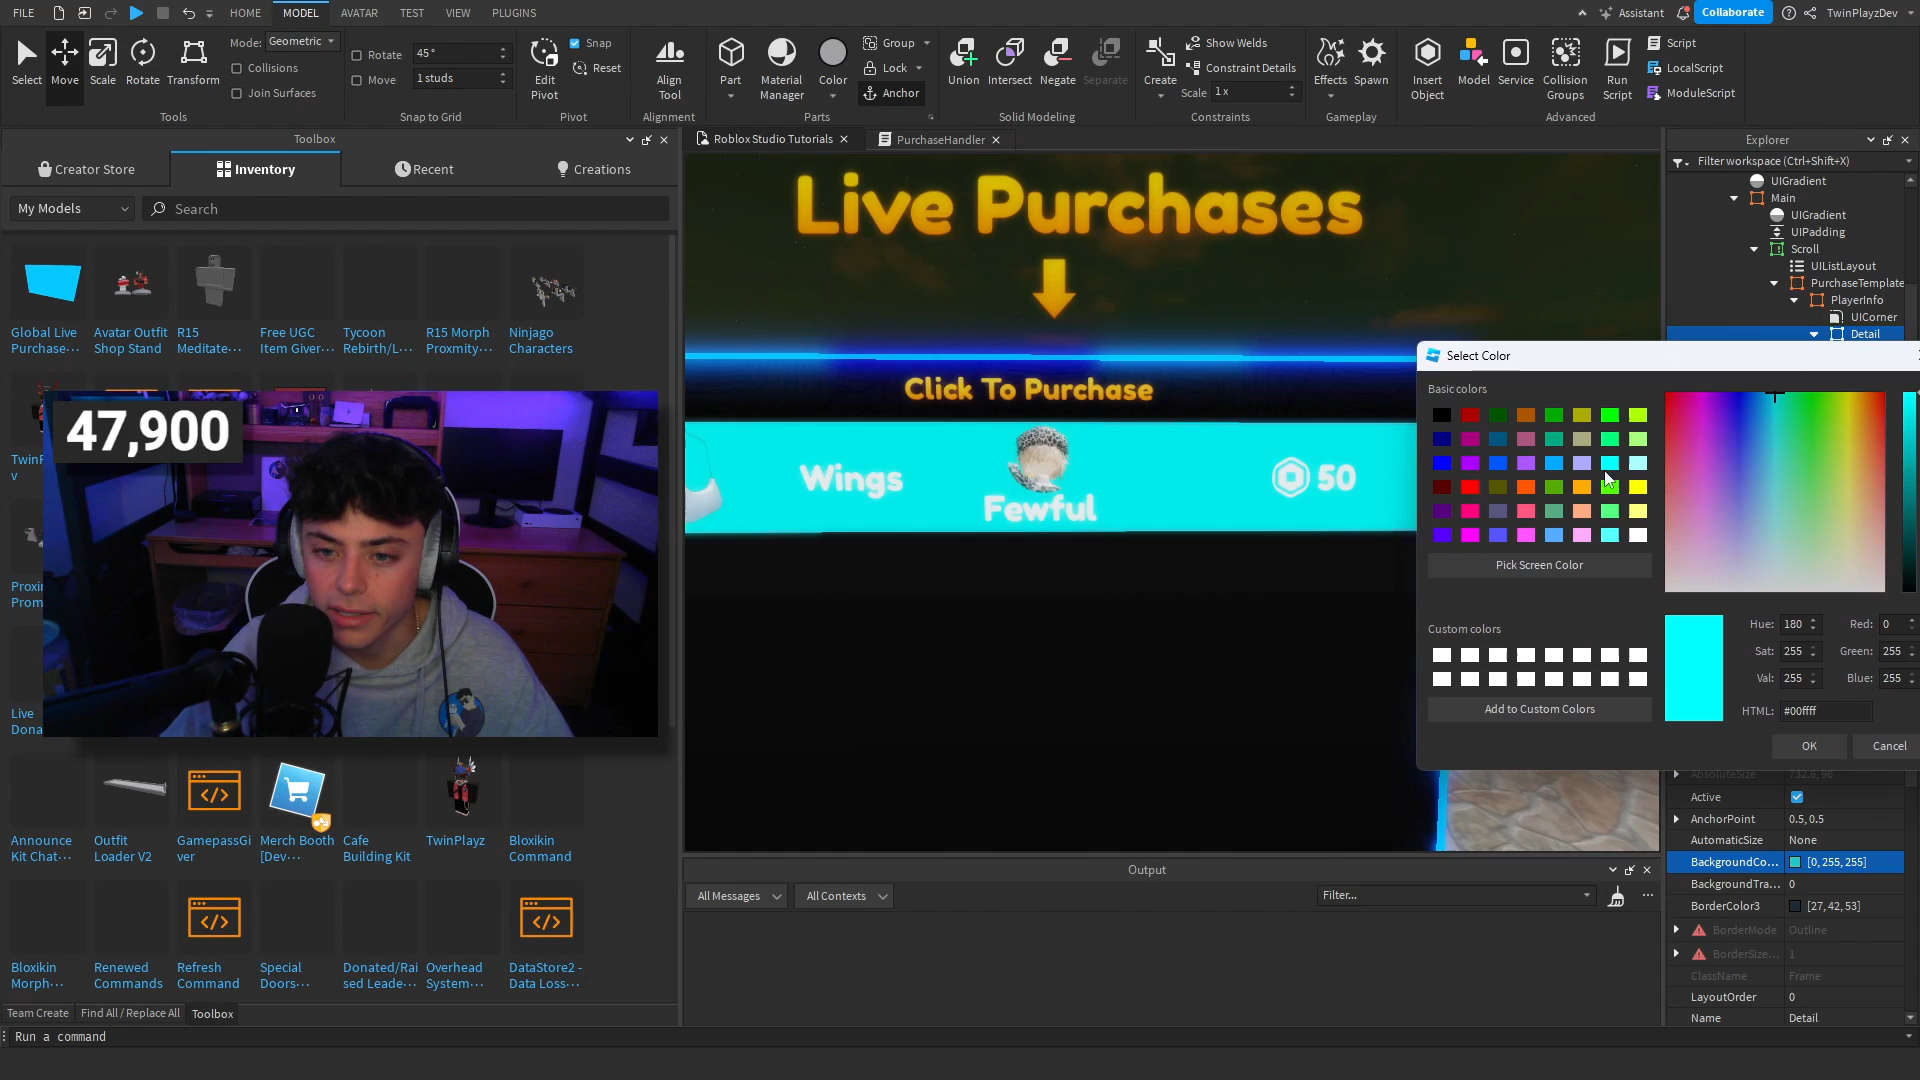 FILE
HOME
MODEL
AVATAR
TEST
VIEW
PLUGINS
Assistant
Collaborate
TwinPlayzDev
Select
Move
Scale
Rotate
Transform
Mode: Geometric
Collisions
Join Surfaces
Tools
Rotate 45°
Move 1 studs
Snap to Grid
Edit
Pivot
Snap
Reset
Pivot
Align
Tool
Alignment
Part
Material
Manager
Color
Group
Lock
Anchor
Parts
Union
Intersect
Negate
Separate
Solid Modeling
Create
Show Welds
Constraint Details
Scale 1 x
Constraints
Effects
Spawn
Gameplay
Insert
Object
Model
Service
Collision
Groups
Run
Script
Script
LocalScript
ModuleScript
Advanced
Toolbox
Creator Store
Inventory
Recent
Creations
My Models
Search
Global Live
Purchase...
Avatar Outfit
Shop Stand
R15
Meditate...
Free UGC
Item Giver...
Tycoon
Rebirth/L...
R15 Morph
Proxmity...
Ninjago
Characters
47,900
Announce
Kit Chat...
Outfit
Loader V2
GamepassGi
ver
Merch Booth
[Dev...
Cafe
Building Kit
TwinPlayz
Bloxikin
Command
Bloxikin
Morph...
Renewed
Commands
Refresh
Command
Special
Doors...
Donated/Rai
sed Leade...
Overhead
System...
DataStore2 -
Data Loss...
Team Create
Find All / Replace All
Toolbox
Run a command
Roblox Studio Tutorials
PurchaseHandler
Live Purchases
Click To Purchase
Wings
Fewful
50
Output
All Messages
All Contexts
Filter...
Explorer
Filter workspace (Ctrl+Shift+X)
UIGradient
Main
UIGradient
UIPadding
Scroll
UIListLayout
PurchaseTemplate
PlayerInfo
UICorner
Detail
Select Color
Basic colors
Pick Screen Color
Custom colors
Add to Custom Colors
Hue: 180
Red: 0
Sat: 255
Green: 255
Val: 255
Blue: 255
HTML: #00ffff
OK
Cancel
AbsoluteSize 732.6, 96
Active
AnchorPoint 0.5, 0.5
AutomaticSize None
BackgroundCo... [0, 255, 255]
BackgroundTra... 0
BorderColor3 [27, 42, 53]
BorderMode Outline
BorderSize... 1
ClassName Frame
LayoutOrder 0
Name Detail